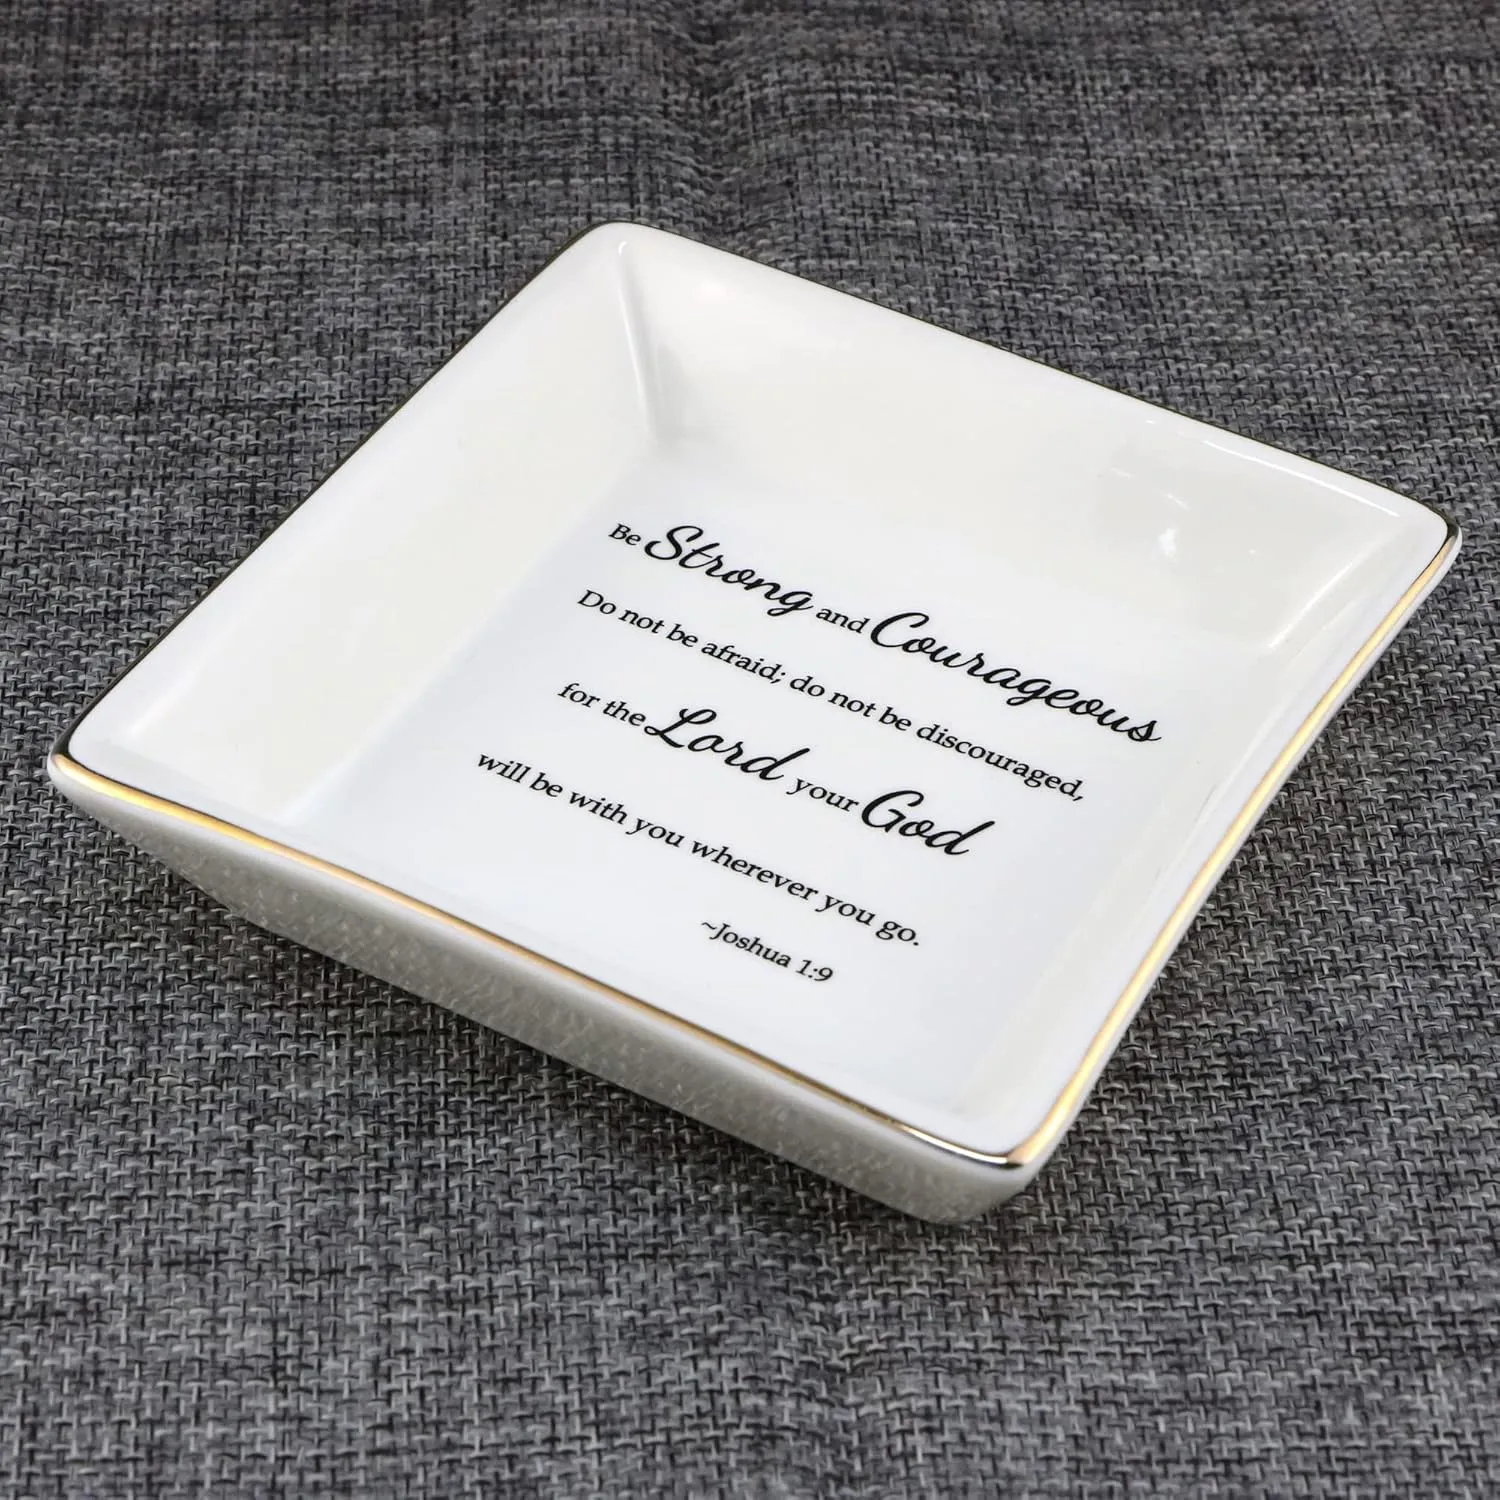 Be Strong and Courageous
Do not be afraid; do not be discouraged,
for the Lord your God
will be with you wherever you go.
~Joshua 1:9